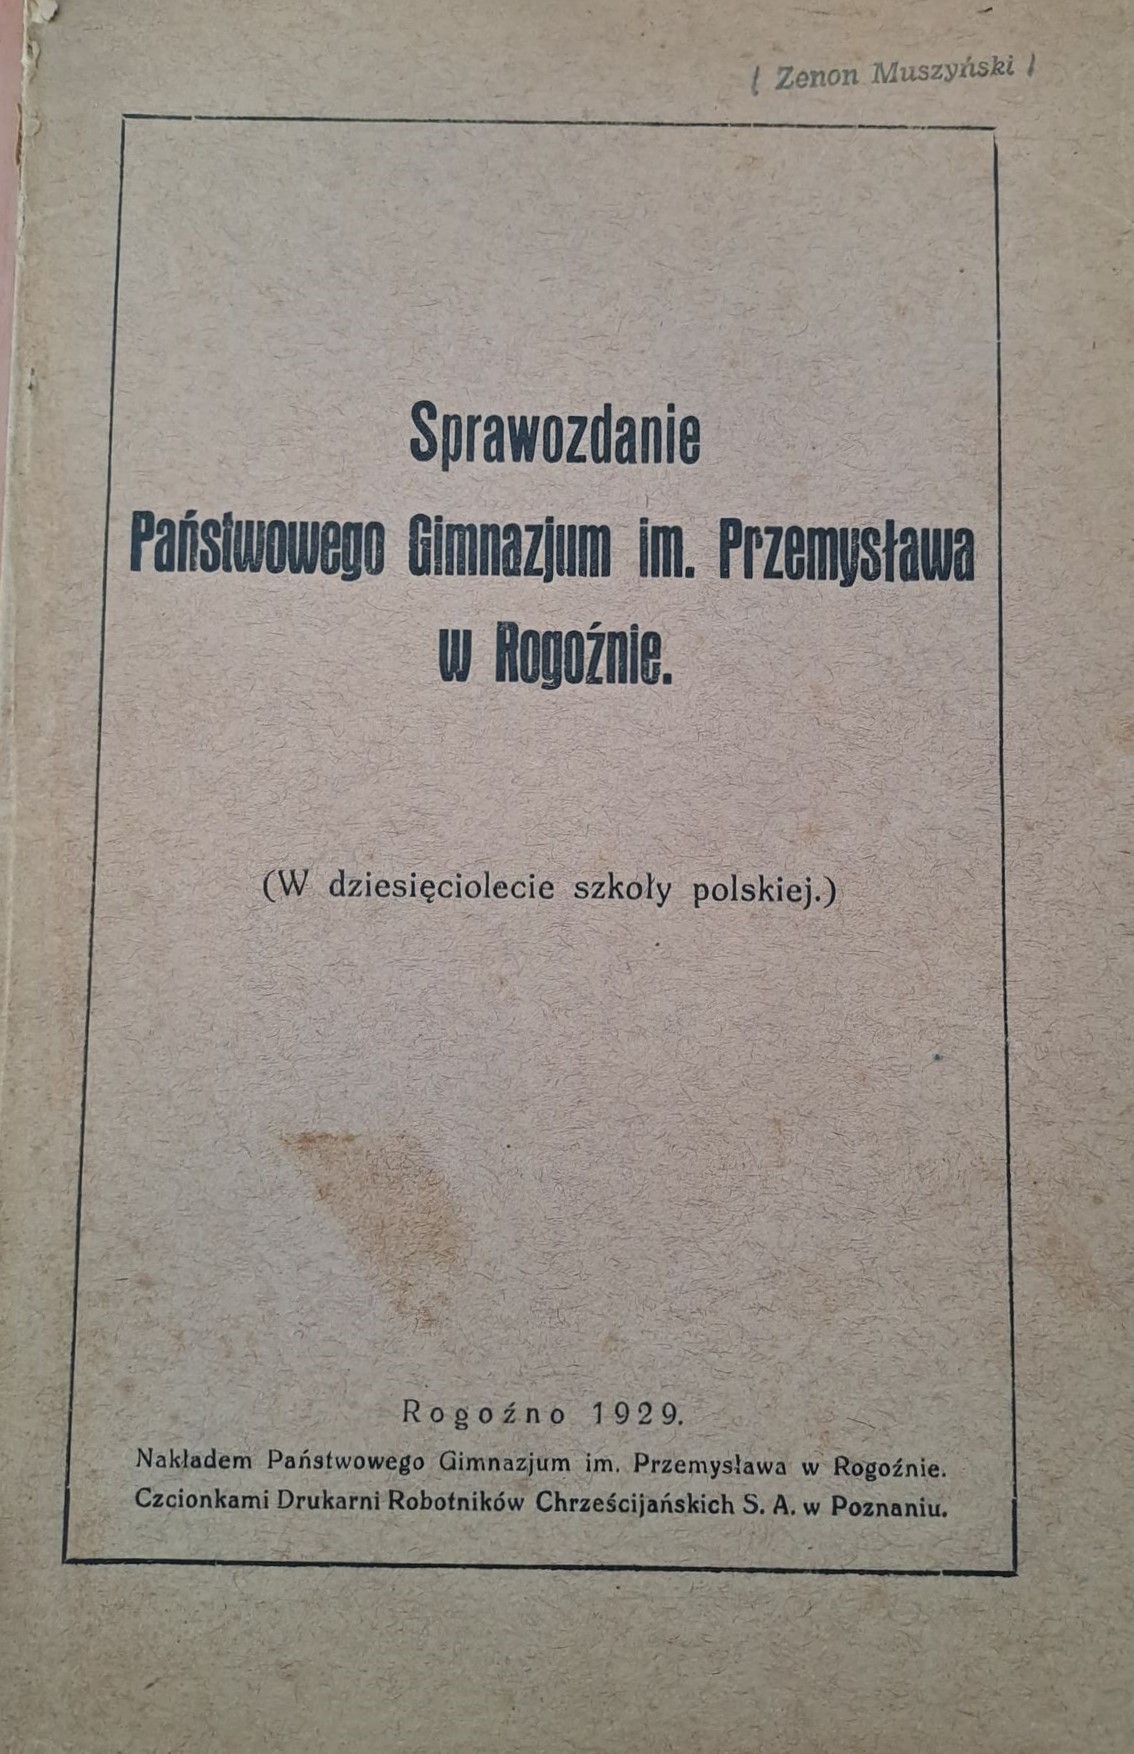 ( Zenon Muszyński )
Sprawozdanie
Państwowego Gimnazjum im. Przemysława
w Rogoźnie.
(W dziesięciolecie szkoły polskiej.)
Rogoźno 1929.
Nakładem Państwowego Gimnazjum im. Przemysława w Rogoźnie.
Czcionkami Drukarni Robotników Chrześcijańskich S. A. w Poznaniu.